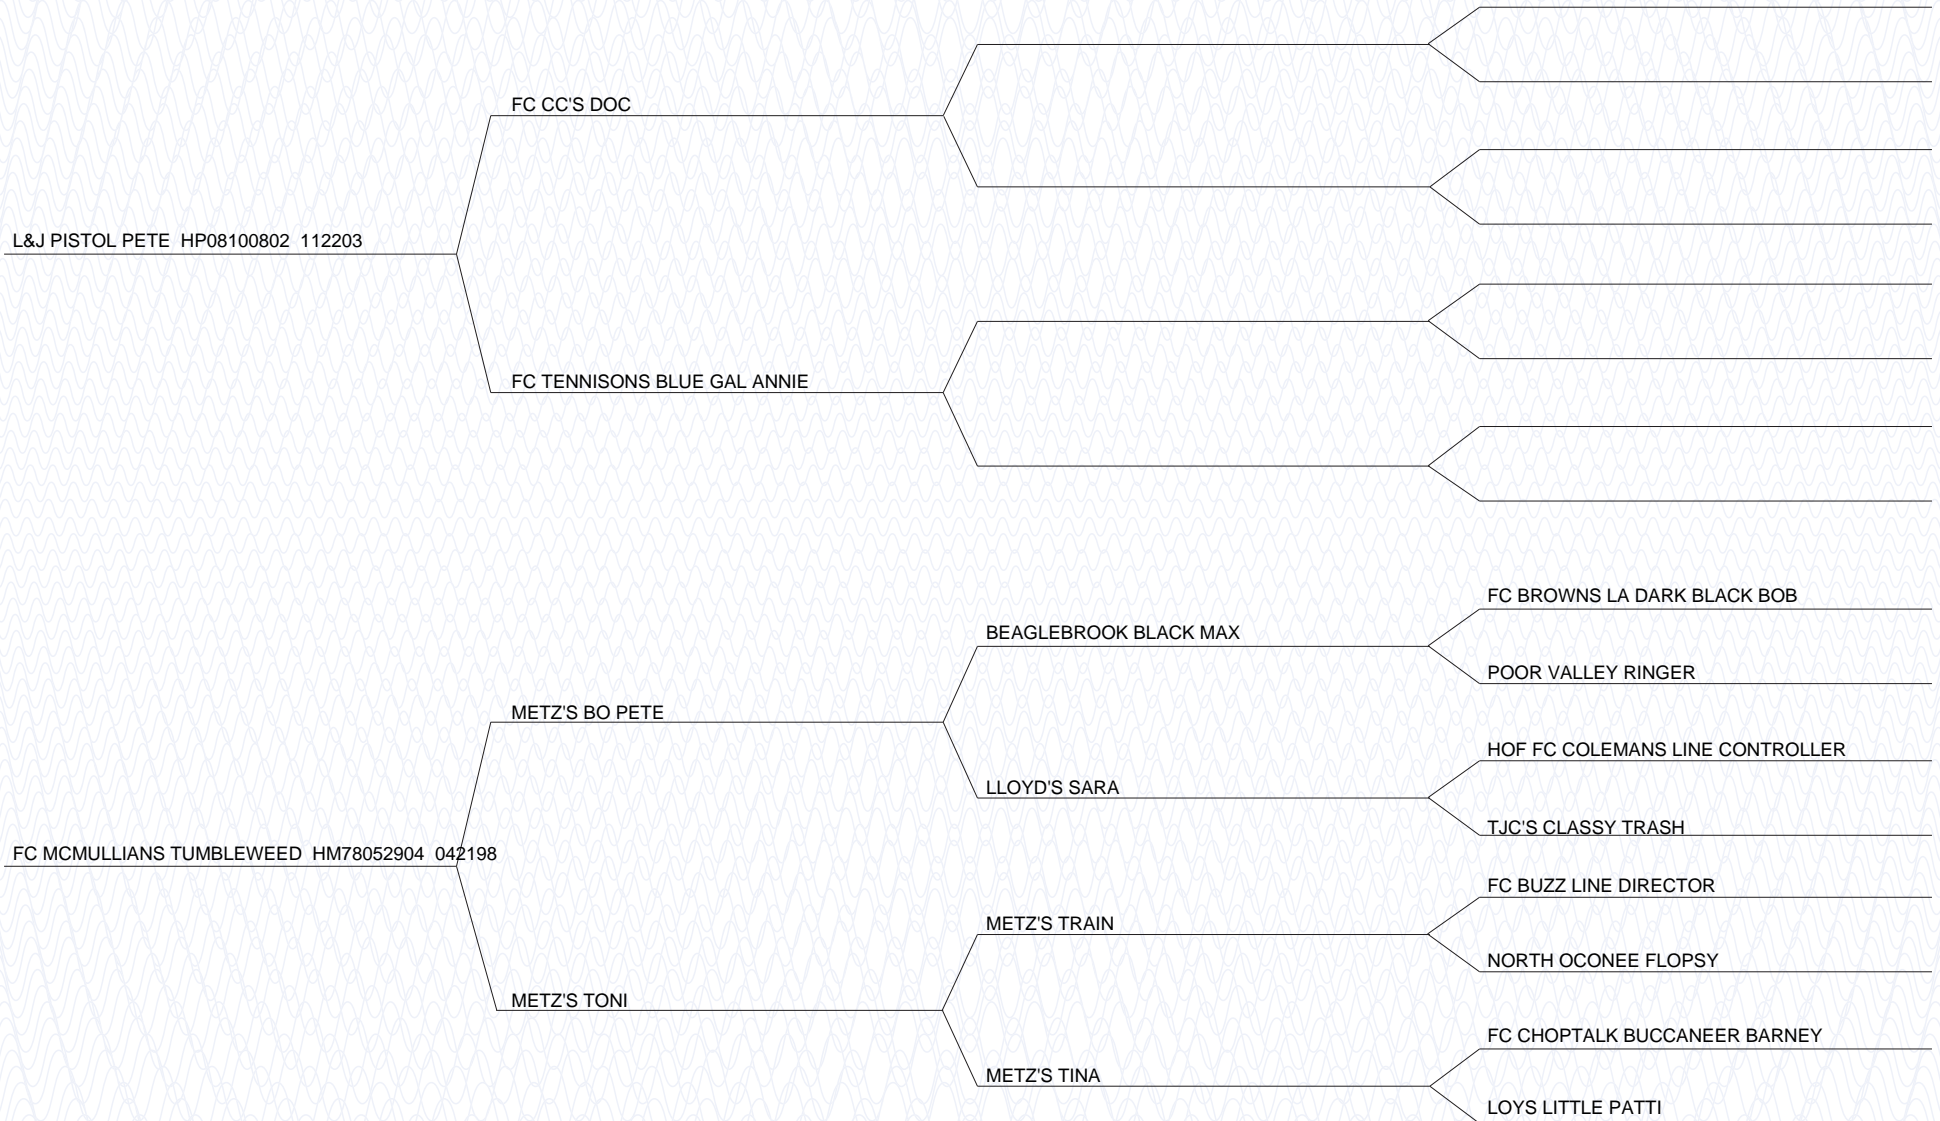 FC CC'S DOC
L&J PISTOL PETE HP08100802 112203
FC TENNISONS BLUE GAL ANNIE
FC BROWNS LA DARK BLACK BOB
BEAGLEBROOK BLACK MAX
POOR VALLEY RINGER
METZ'S BO PETE
HOF FC COLEMANS LINE CONTROLLER
LLOYD'S SARA
TJC'S CLASSY TRASH
FC MCMULLIANS TUMBLEWEED HM78052904 042198
FC BUZZ LINE DIRECTOR
METZ'S TRAIN
NORTH OCONEE FLOPSY
METZ'S TONI
FC CHOPTALK BUCCANEER BARNEY
METZ'S TINA
LOYS LITTLE PATTI